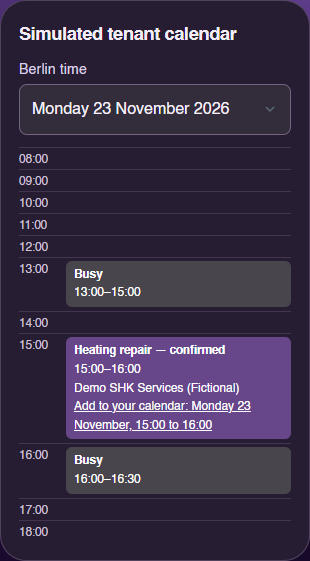 Simulated tenant calendar
Berlin time
Monday 23 November 2026
08:00
09:00
10:00
11:00
12:00
13:00
Busy
13:00–15:00
14:00
15:00
Heating repair — confirmed
15:00–16:00
Demo SHK Services (Fictional)
Add to your calendar: Monday 23
November, 15:00 to 16:00
16:00
Busy
16:00–16:30
17:00
18:00